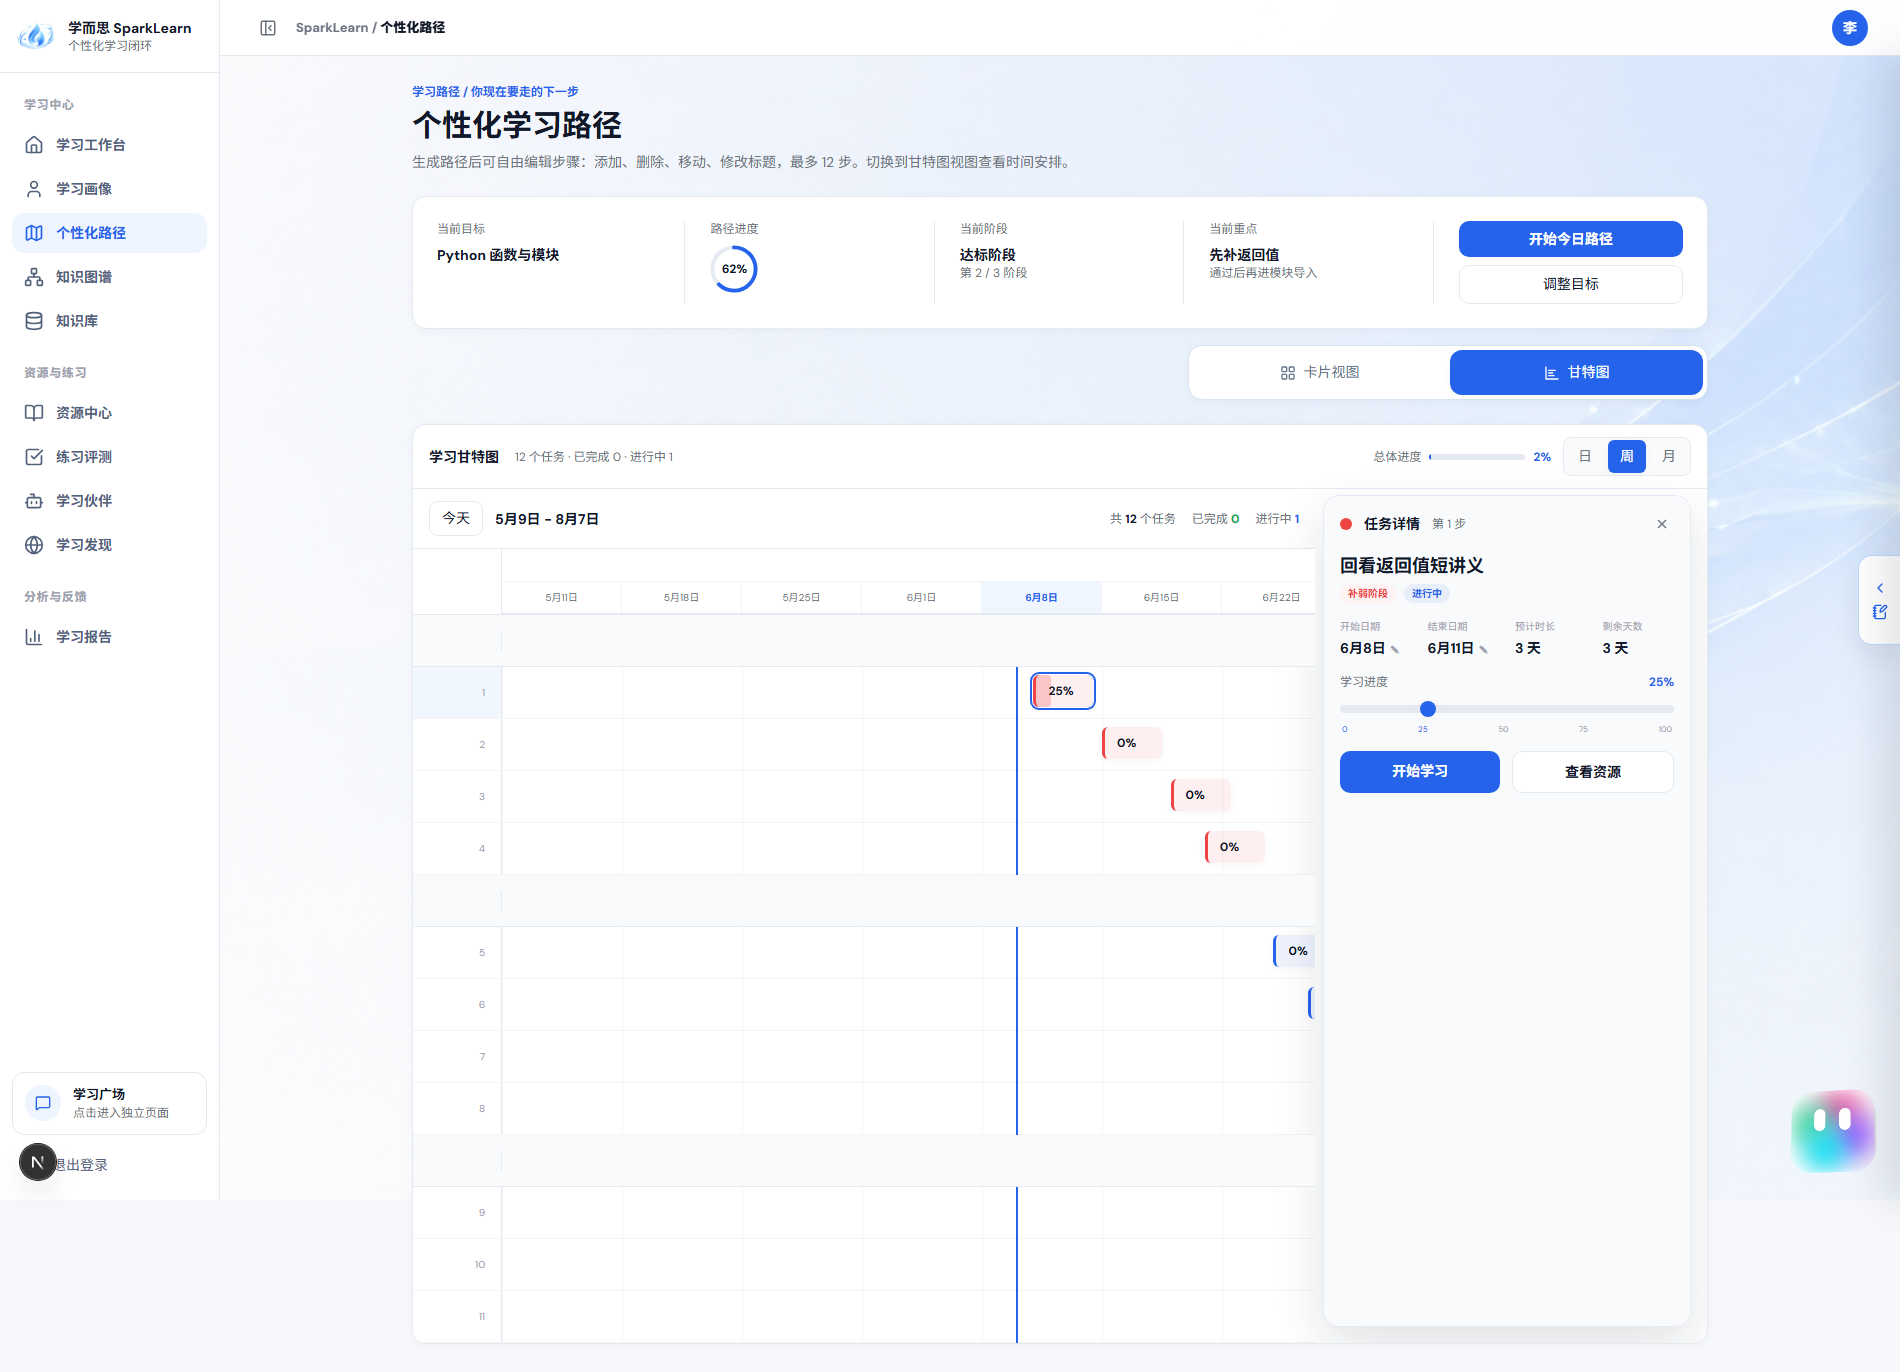 学而思 SparkLearn
个性化学习闭环
SparkLearn / 个性化路径
李
学习中心
学习工作台
学习画像
个性化路径
知识图谱
知识库
资源与练习
资源中心
练习评测
学习伙伴
学习发现
分析与反馈
学习报告
学习广场
点击进入独立页面
N
退出登录
学习路径 / 你现在要走的下一步
个性化学习路径
生成路径后可自由编辑步骤：添加、删除、移动、修改标题，最多 12 步。切换到甘特图视图查看时间安排。
当前目标
Python 函数与模块
路径进度
62%
当前阶段
达标阶段
第 2 / 3 阶段
当前重点
先补返回值
通过后再进模块导入
开始今日路径
调整目标
卡片视图
甘特图
学习甘特图 12 个任务 · 已完成 0 · 进行中 1
总体进度 2%
日 周 月
今天 5月9日 – 8月7日
共 12 个任务 已完成 0 进行中 1
5月11日 5月18日 5月25日 6月1日 6月8日 6月15日 6月22日
1 25%
2 0%
3 0%
4 0%
5 0%
6
7
8
9
10
11
任务详情 第 1 步
回看返回值短讲义
补弱阶段 进行中
开始日期 结束日期 预计时长 剩余天数
6月8日 6月11日 3 天 3 天
学习进度 25%
0 25 50 75 100
开始学习 查看资源